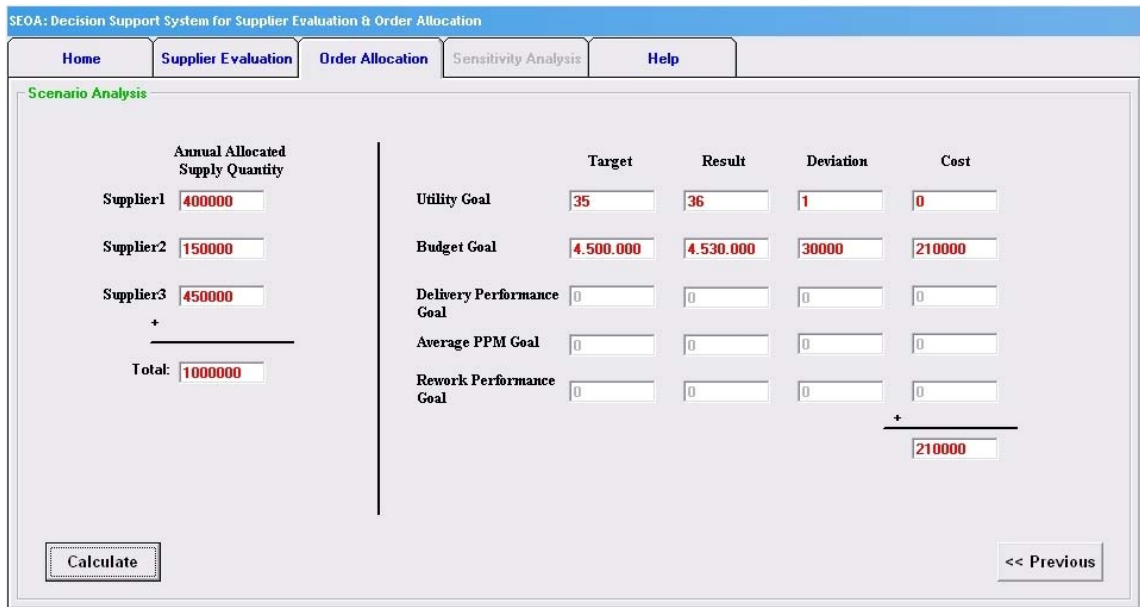 SEOA: Decision Support System for Supplier Evaluation & Order Allocation
Home Supplier Evaluation Order Allocation Sensitivity Analysis Help
Scenario Analysis
Annual Allocated
Supply Quantity
Supplier1 400000
Supplier2 150000
Supplier3 450000
+
Total: 1000000
Target Result Deviation Cost
Utility Goal 35 36 1 0
Budget Goal 4.500.000 4.530.000 30000 210000
Delivery Performance
Goal 0 0 0 0
Average PPM Goal 0 0 0 0
Rework Performance
Goal 0 0 0 0
+
210000
Calculate
<< Previous